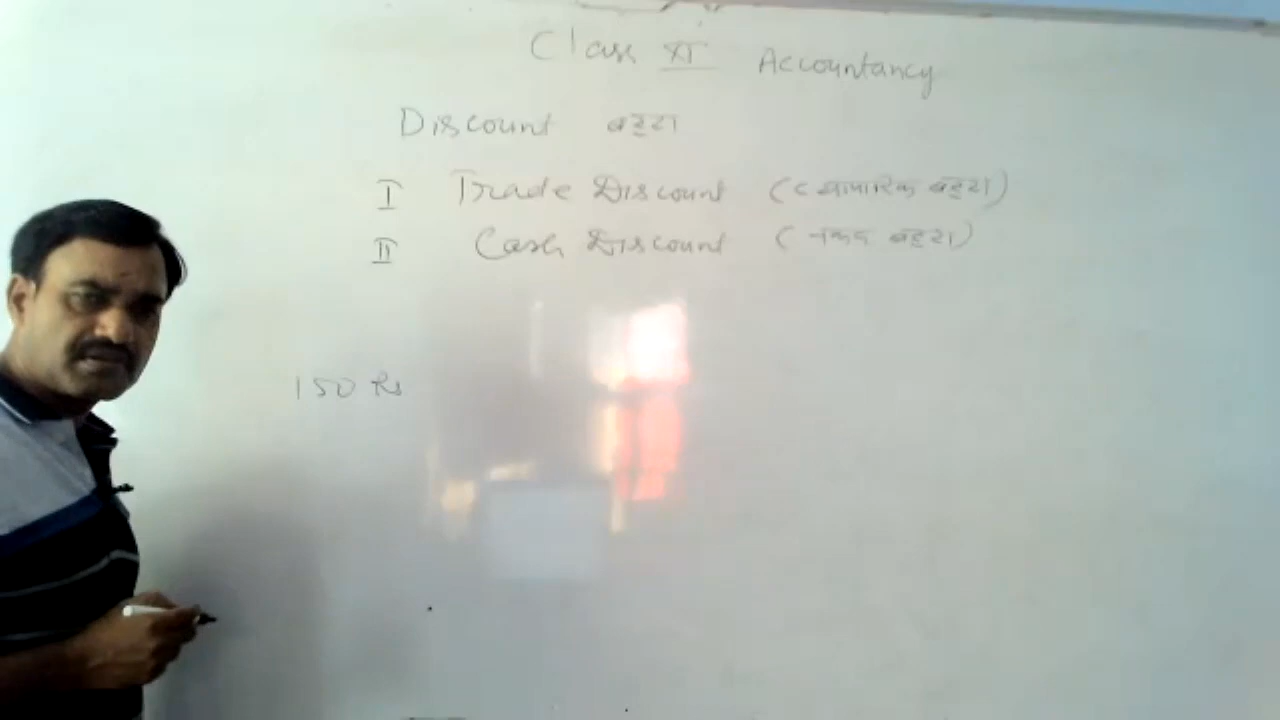 Class XI Accountancy
Discount बट्टा
I Trade Discount (व्यापारिक बट्टा)
II Cash Discount (नकद बट्टा)
150 Rs